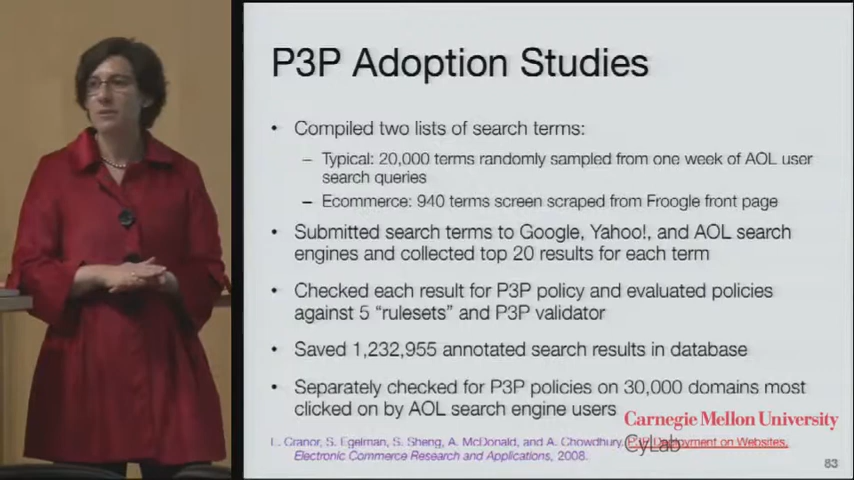 P3P Adoption Studies
• Compiled two lists of search terms:
– Typical: 20,000 terms randomly sampled from one week of AOL user
search queries
– Ecommerce: 940 terms screen scraped from Froogle front page
• Submitted search terms to Google, Yahoo!, and AOL search
engines and collected top 20 results for each term
• Checked each result for P3P policy and evaluated policies
against 5 “rulesets” and P3P validator
• Saved 1,232,955 annotated search results in database
• Separately checked for P3P policies on 30,000 domains most
clicked on by AOL search engine users
Carnegie Mellon University
CyLab
L. Cranor, S. Egelman, S. Sheng, A. McDonald, and A. Chowdhury. P3P Deployment on Websites.
Electronic Commerce Research and Applications, 2008.
83